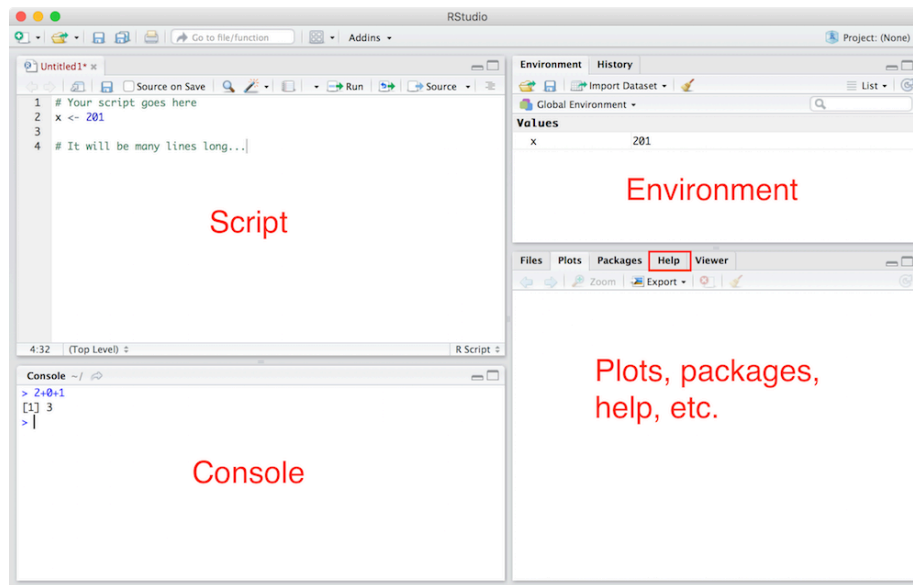 RStudio
Go to file/function
Addins
Project: (None)
Untitled1*
Source on Save
Run
Source
1 # Your script goes here
2 x <- 201
3
4 # It will be many lines long...
Script
4:32 (Top Level)
R Script
Console ~/
> 2+0+1
[1] 3
>
Console
Environment History
Import Dataset
List
Global Environment
Values
x 201
Environment
Files Plots Packages Help Viewer
Zoom
Export
Plots, packages,
help, etc.